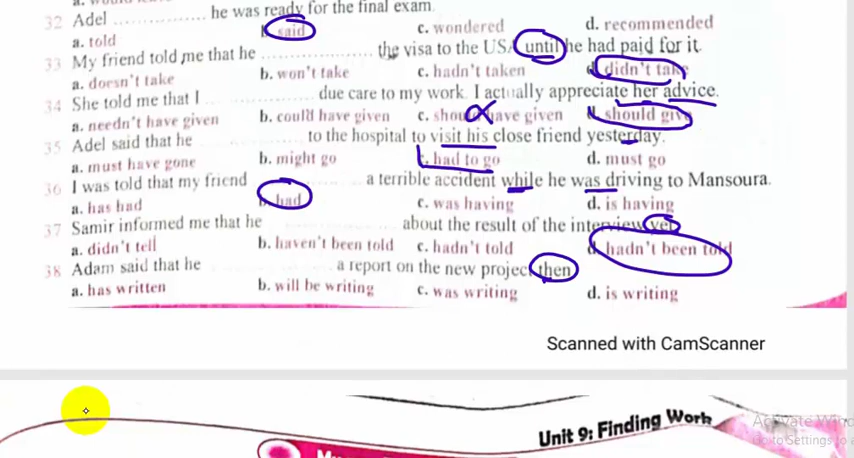 32 Adel .............. he was ready for the final exam.
a. told said c. wondered d. recommended
33 My friend told me that he .................. the visa to the USA until he had paid for it.
a. doesn't take b. won't take c. hadn't taken d. didn't take
34 She told me that I .................. due care to my work. I actually appreciate her advice.
a. needn't have given b. could have given c. should have given d. should give
35 Adel said that he .................. to the hospital to visit his close friend yesterday.
a. must have gone b. might go c. had to go d. must go
36 I was told that my friend .................. a terrible accident while he was driving to Mansoura.
a. has had b. had c. was having d. is having
37 Samir informed me that he .................. about the result of the interview yet.
a. didn't tell b. haven't been told c. hadn't told d. hadn't been told
38 Adam said that he .................. a report on the new project then
a. has written b. will be writing c. was writing d. is writing
Scanned with CamScanner
Unit 9: Finding Work
Activate Wind
Go to Settings to a